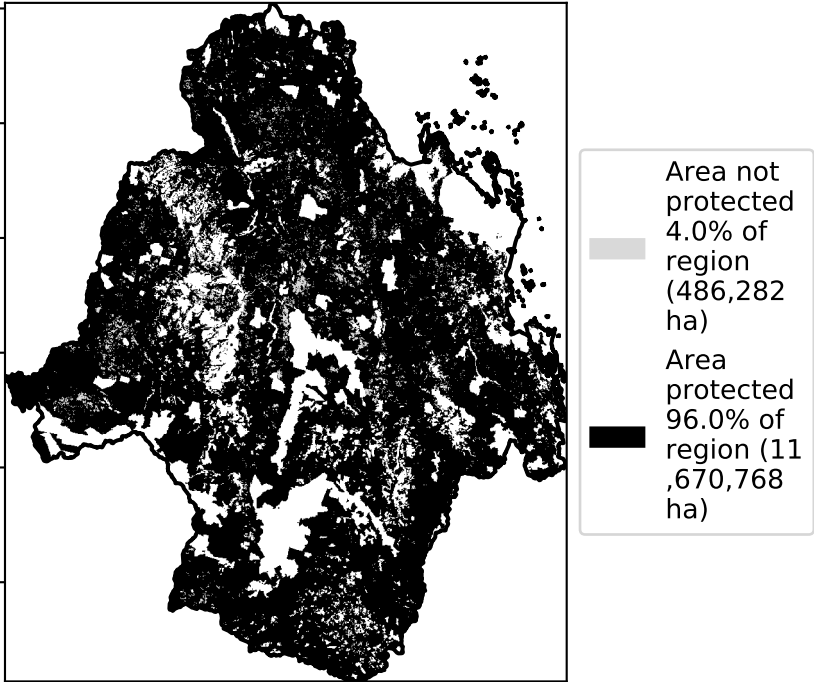 Area not
protected
4.0% of
region
(486,282
ha)
Area
protected
96.0% of
region (11
,670,768
ha)